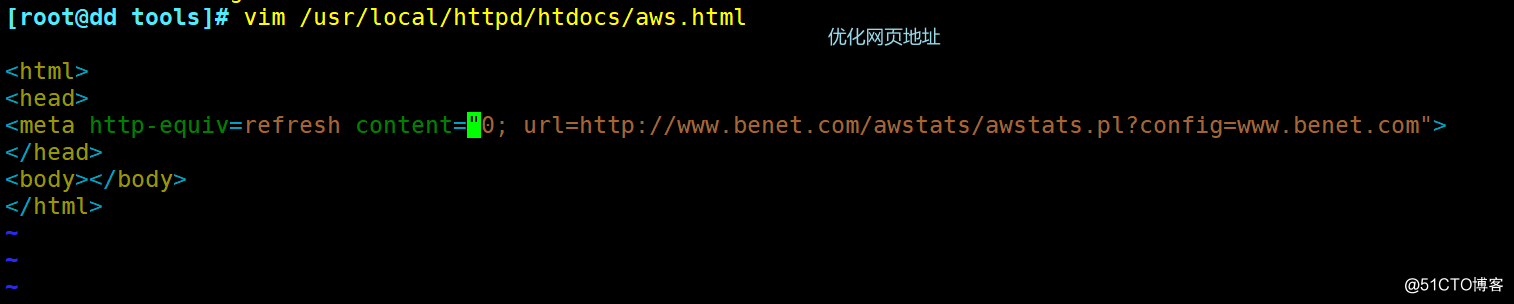 [root@dd tools]# vim /usr/local/httpd/htdocs/aws.html
优化网页地址
<html>
<head>
<meta http-equiv=refresh content="0; url=http://www.benet.com/awstats/awstats.pl?config=www.benet.com">
</head>
<body></body>
</html>
~
~
~
@51CTO博客